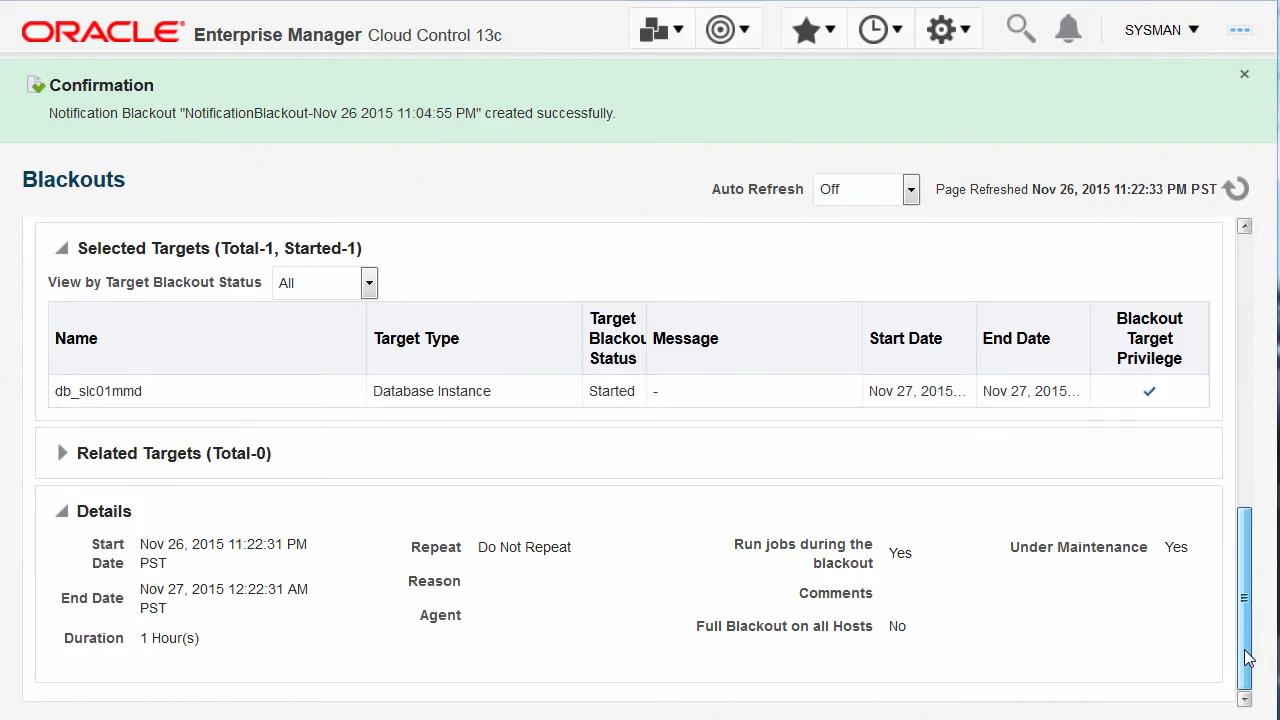 ORACLE Enterprise Manager Cloud Control 13c
SYSMAN
Confirmation
Notification Blackout "NotificationBlackout-Nov 26 2015 11:04:55 PM" created successfully.
Blackouts
Auto Refresh Off Page Refreshed Nov 26, 2015 11:22:33 PM PST
Selected Targets (Total-1, Started-1)
View by Target Blackout Status All
Name Target Type Target Blackou Status Message Start Date End Date Blackout Target Privilege
db_slc01mmd Database Instance Started - Nov 27, 2015... Nov 27, 2015...
Related Targets (Total-0)
Details
Start Date Nov 26, 2015 11:22:31 PM PST
End Date Nov 27, 2015 12:22:31 AM PST
Duration 1 Hour(s)
Repeat Do Not Repeat
Reason
Agent
Run jobs during the blackout Yes
Comments
Full Blackout on all Hosts No
Under Maintenance Yes